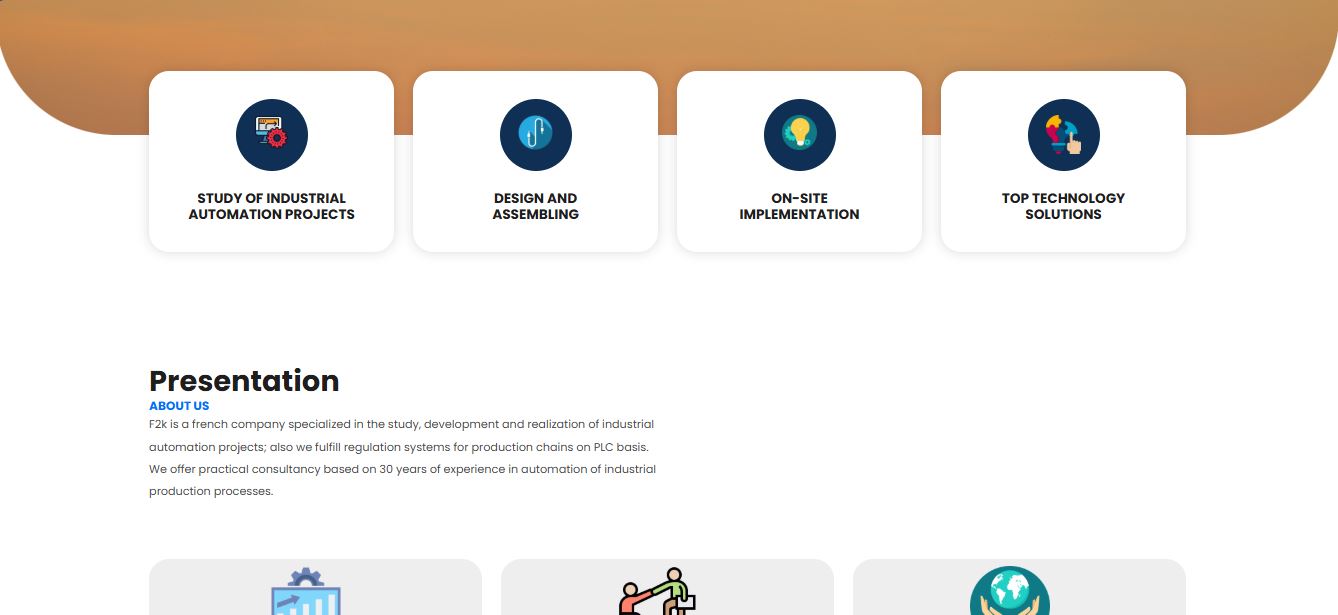 STUDY OF INDUSTRIAL
AUTOMATION PROJECTS
DESIGN AND
ASSEMBLING
ON-SITE
IMPLEMENTATION
TOP TECHNOLOGY
SOLUTIONS
Presentation
ABOUT US
F2k is a french company specialized in the study, development and realization of industrial
automation projects; also we fulfill regulation systems for production chains on PLC basis.
We offer practical consultancy based on 30 years of experience in automation of industrial
production processes.